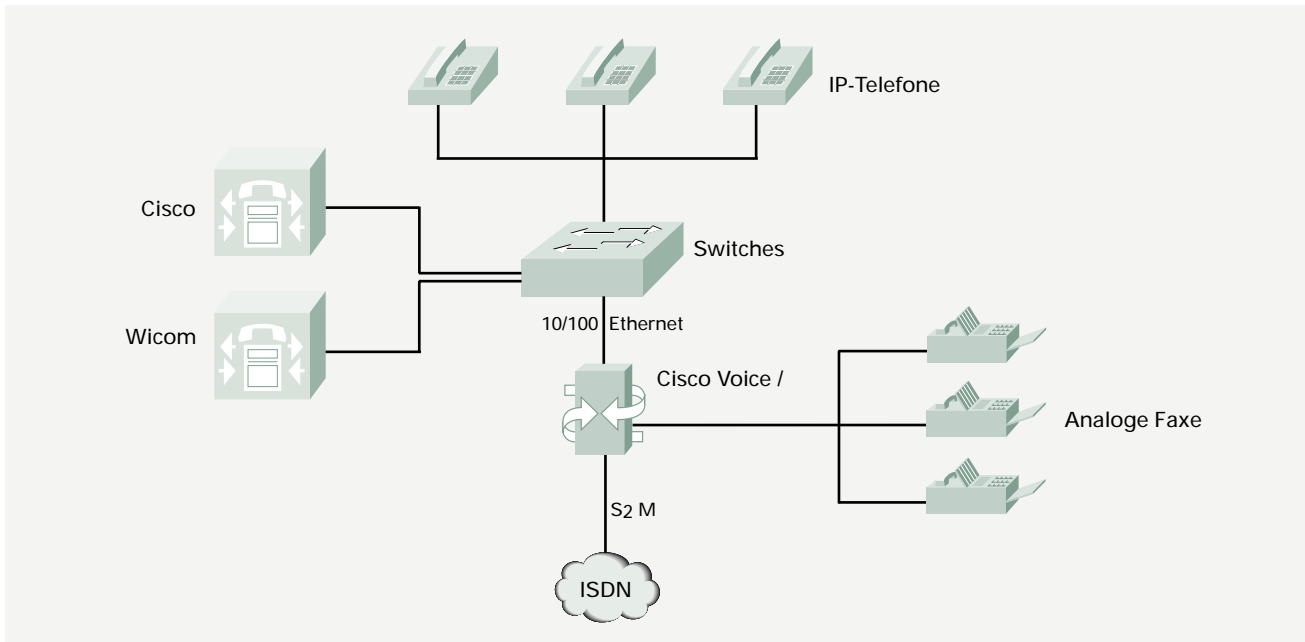 IP-Telefone
Cisco
Switches
Wicom
10/100 Ethernet
Cisco Voice /
Analoge Faxe
S2 M
ISDN